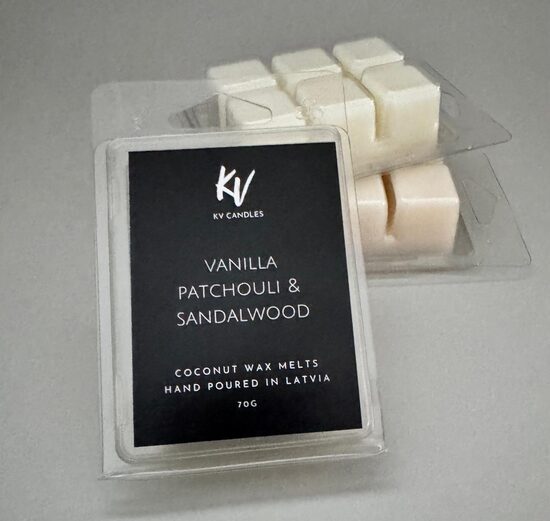 KV
KV CANDLES
VANILLA
PATCHOULI &
SANDALWOOD
COCONUT WAX MELTS
HAND POURED IN LATVIA
70G